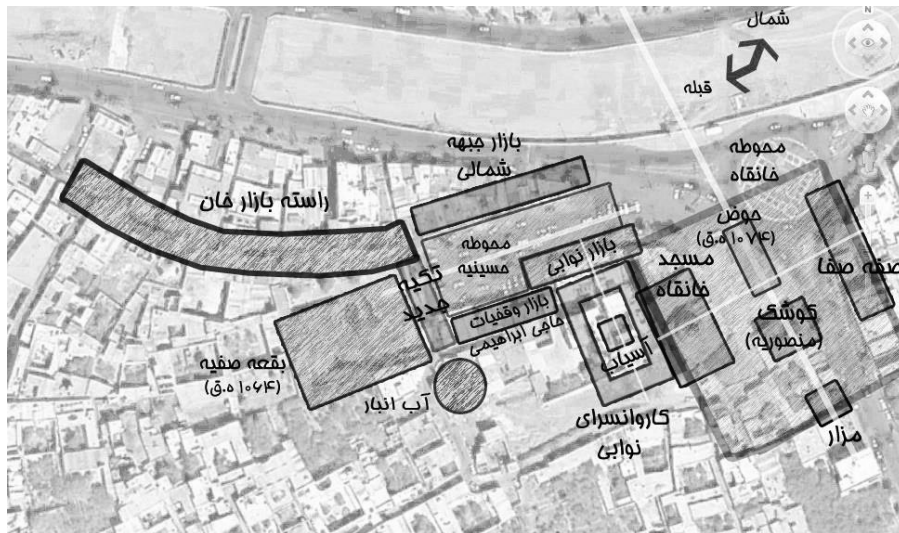 N
شمال
قبله
بازار جبهه
شمالی
محوطه
خانقاه
راسته بازار خان
حوض
(۱۰۷۴ ه.ق)
محوطه
حسینیه
بازار نوابی
مسجد
خانقاه
صفه صفا
تکیه
جدید
بازار وقفیات
حاجی ابراهیمی
کوشک
(منصوریه)
آسیاب
بقعه صفیه
(۱۰۶۴ ه.ق)
آب انبار
کاروانسرای
نوابی
مزار